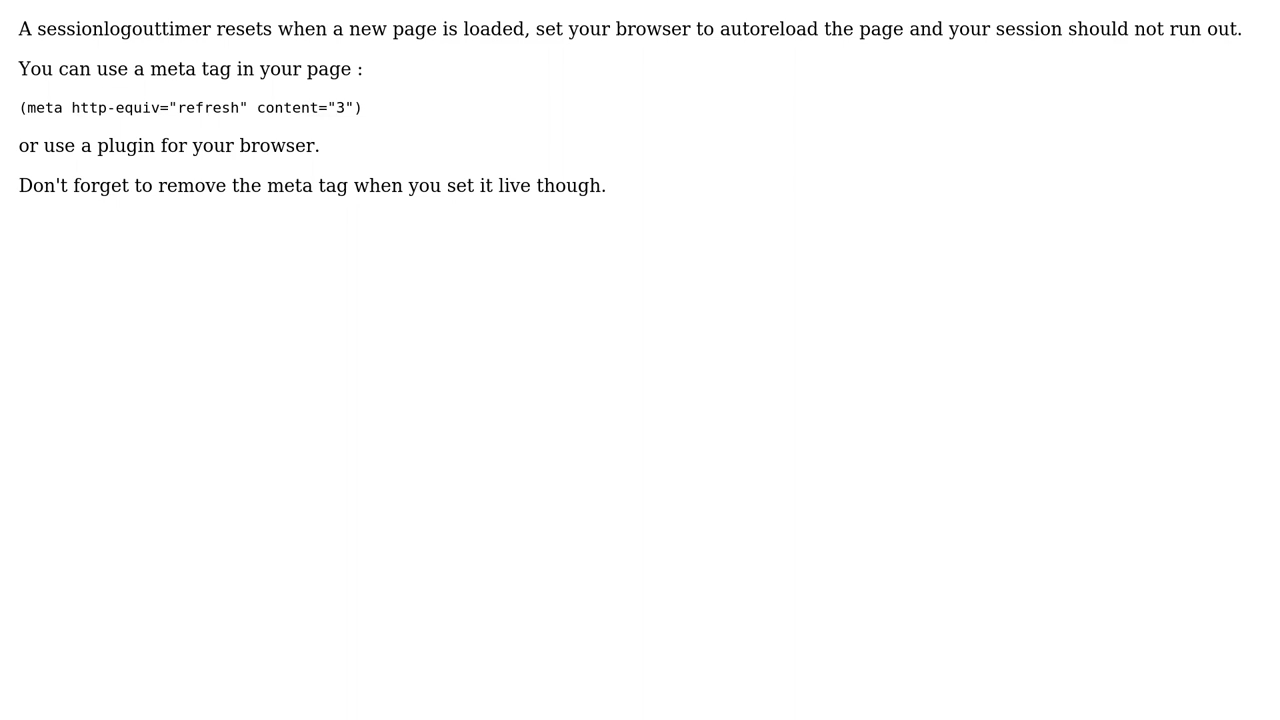 A sessionlogouttimer resets when a new page is loaded, set your browser to autoreload the page and your session should not run out.
You can use a meta tag in your page :
(meta http-equiv="refresh" content="3")
or use a plugin for your browser.
Don't forget to remove the meta tag when you set it live though.